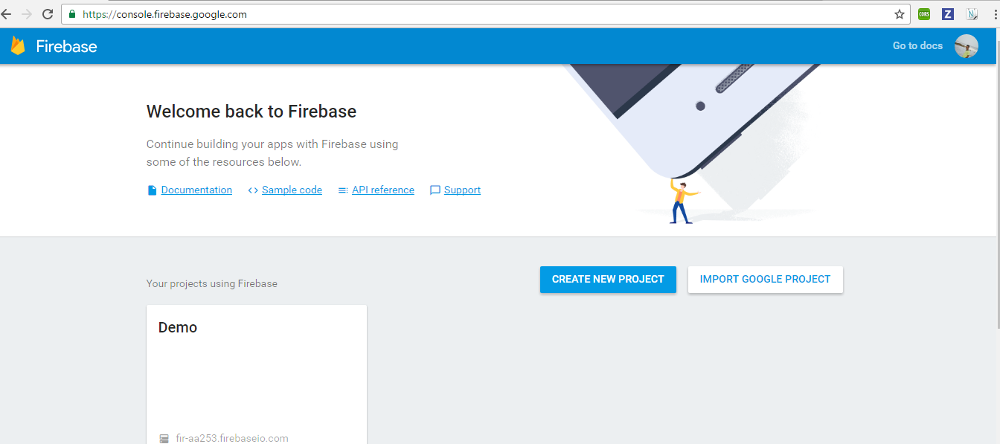 https://console.firebase.google.com
CORS
Z
N
Firebase
Go to docs
Welcome back to Firebase
Continue building your apps with Firebase using
some of the resources below.
Documentation <> Sample code API reference Support
Your projects using Firebase
CREATE NEW PROJECT IMPORT GOOGLE PROJECT
Demo
fir-aa253.firebaseio.com